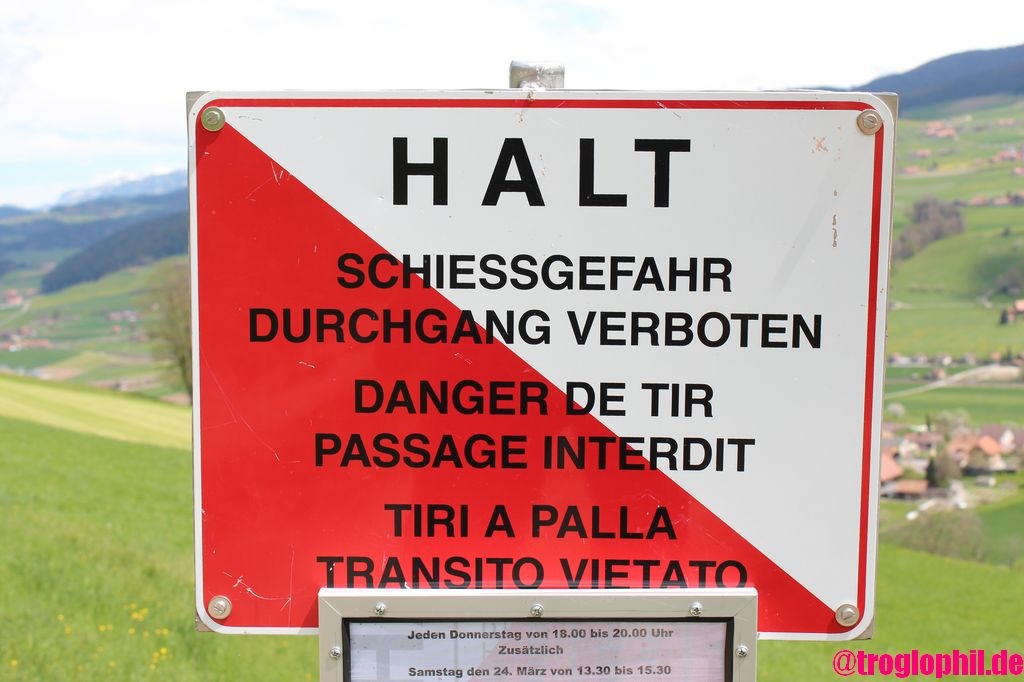 HALT
SCHIESSGEFAHR
DURCHGANG VERBOTEN
DANGER DE TIR
PASSAGE INTERDIT
TIRI A PALLA
TRANSITO VIETATO
Jeden Donnerstag von 18.00 bis 20.00 Uhr
Zusätzlich
Samstag den 24. März von 13.30 bis 15.30
@troglophil.de